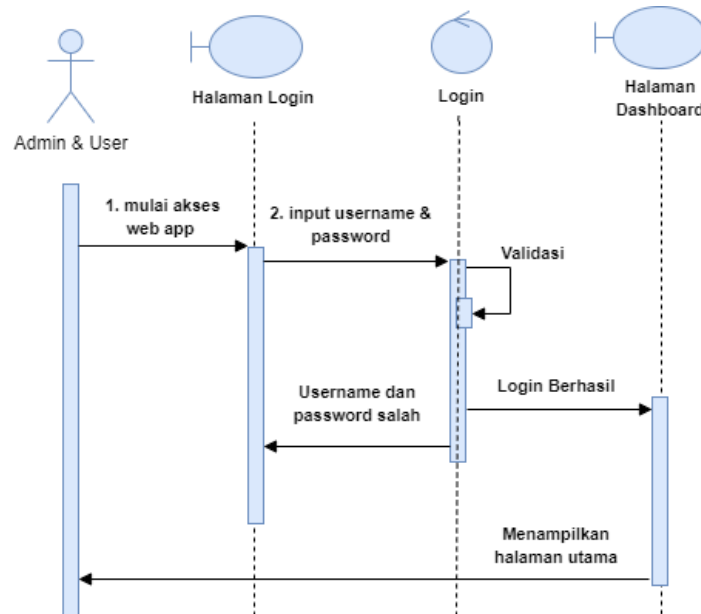 Admin & User
Halaman Login
Login
Halaman
Dashboard
1. mulai akses
web app
2. input username &
password
Validasi
Username dan
password salah
Login Berhasil
Menampilkan
halaman utama